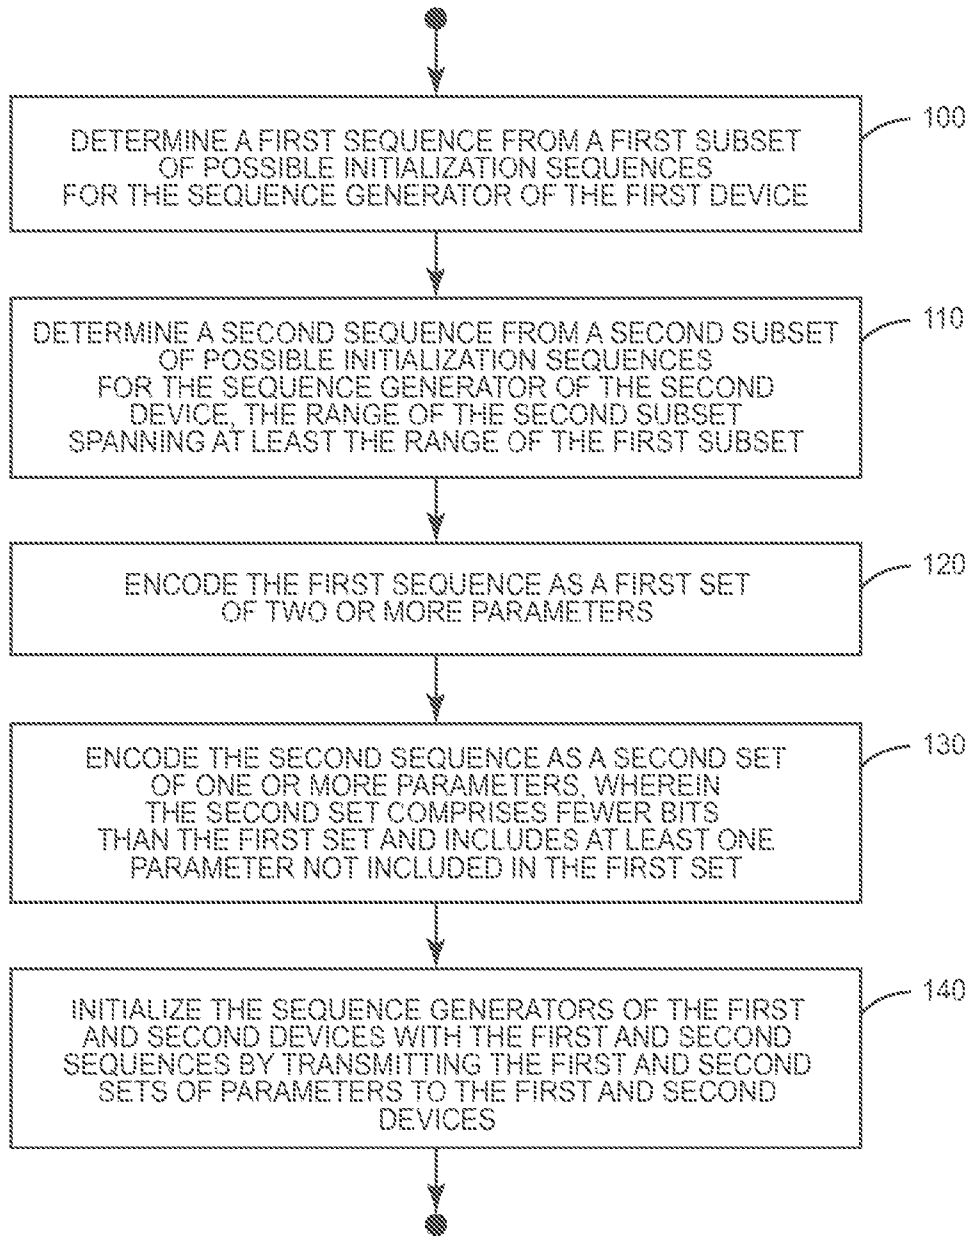 100
DETERMINE A FIRST SEQUENCE FROM A FIRST SUBSET
OF POSSIBLE INITIALIZATION SEQUENCES
FOR THE SEQUENCE GENERATOR OF THE FIRST DEVICE
110
DETERMINE A SECOND SEQUENCE FROM A SECOND SUBSET
OF POSSIBLE INITIALIZATION SEQUENCES
FOR THE SEQUENCE GENERATOR OF THE SECOND
DEVICE, THE RANGE OF THE SECOND SUBSET
SPANNING AT LEAST THE RANGE OF THE FIRST SUBSET
120
ENCODE THE FIRST SEQUENCE AS A FIRST SET
OF TWO OR MORE PARAMETERS
130
ENCODE THE SECOND SEQUENCE AS A SECOND SET
OF ONE OR MORE PARAMETERS, WHEREIN
THE SECOND SET COMPRISES FEWER BITS
THAN THE FIRST SET AND INCLUDES AT LEAST ONE
PARAMETER NOT INCLUDED IN THE FIRST SET
140
INITIALIZE THE SEQUENCE GENERATORS OF THE FIRST
AND SECOND DEVICES WITH THE FIRST AND SECOND
SEQUENCES BY TRANSMITTING THE FIRST AND SECOND
SETS OF PARAMETERS TO THE FIRST AND SECOND
DEVICES